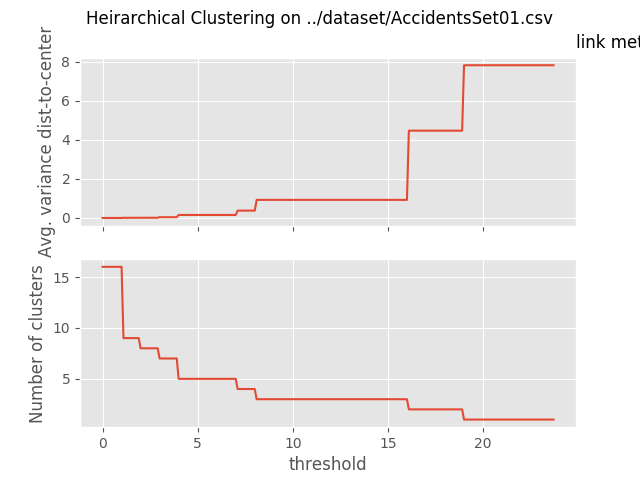 Heirarchical Clustering on ../dataset/AccidentsSet01.csv
link met
Avg. variance dist-to-center
8
6
4
2
0
Number of clusters
15
10
5
0 5 10 15 20
threshold